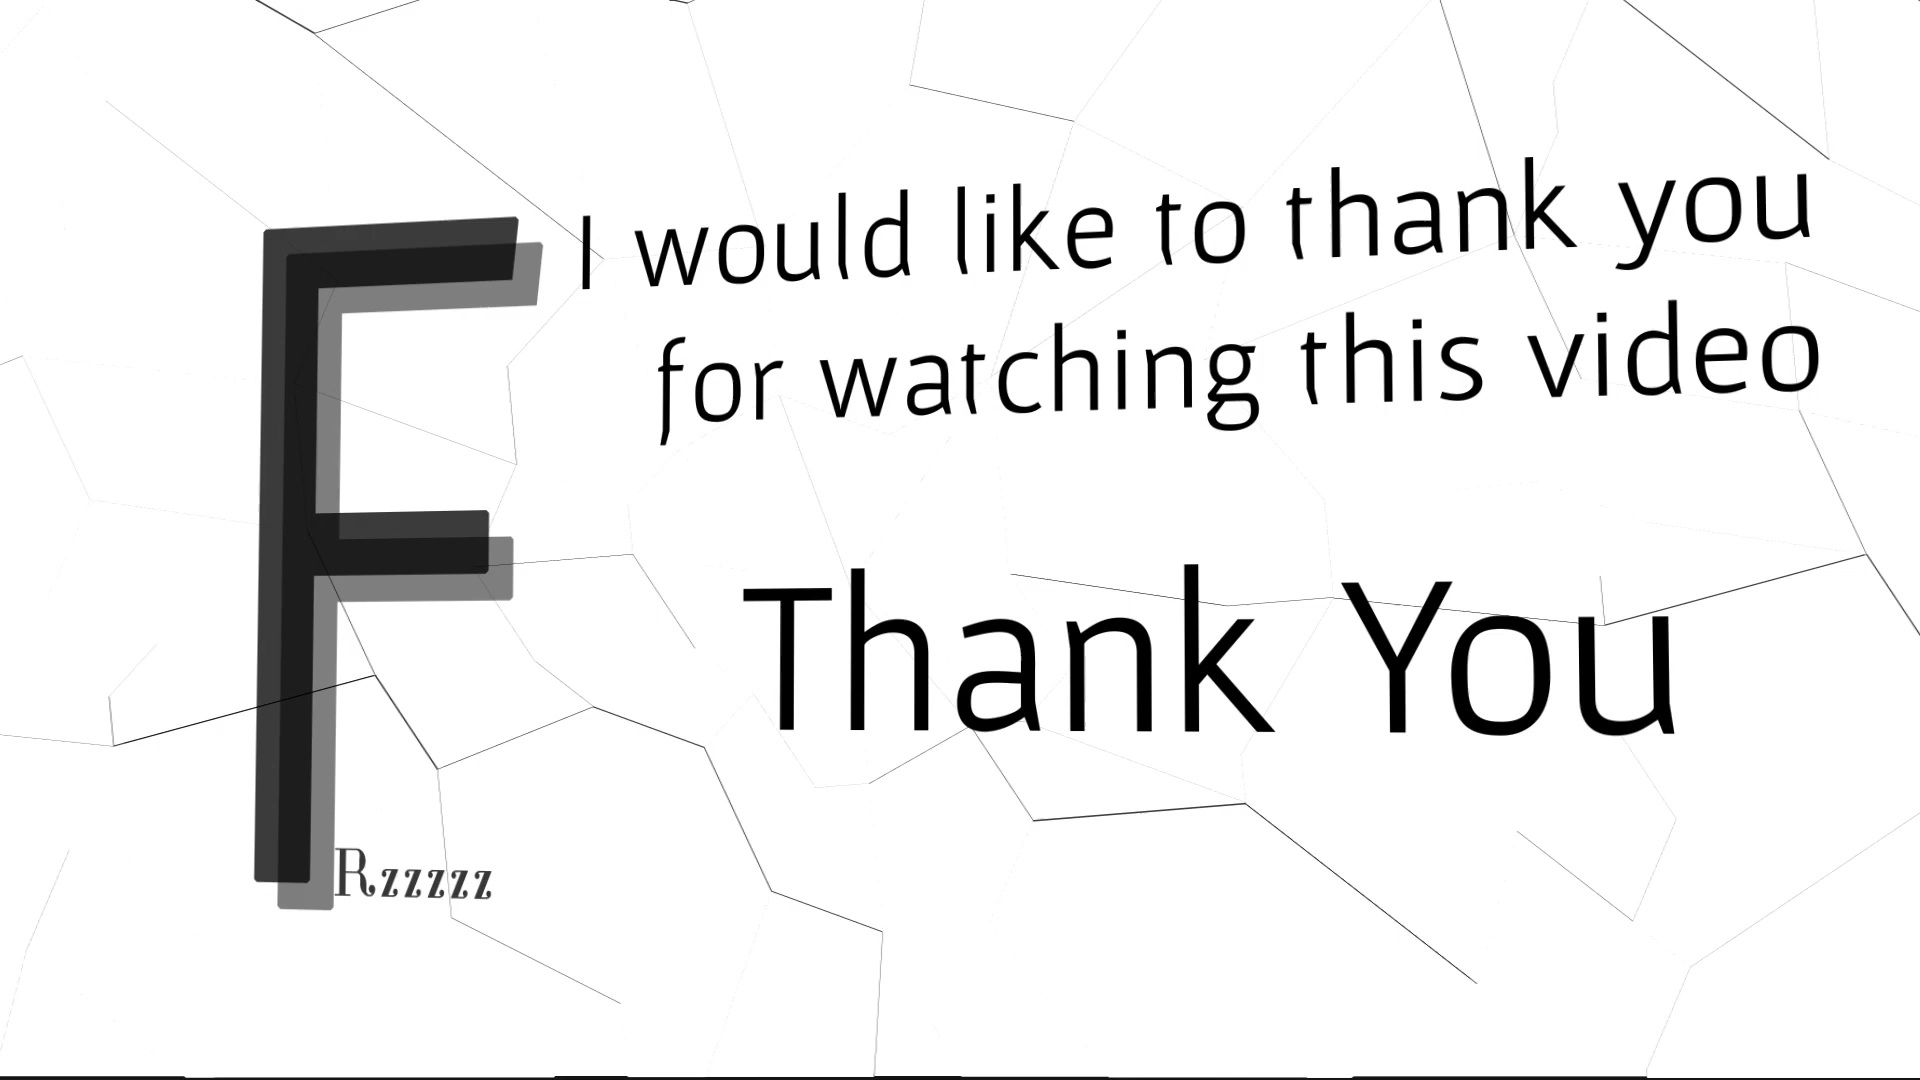 I would like to thank you
for watching this video
Thank You
F
Rzzzzz